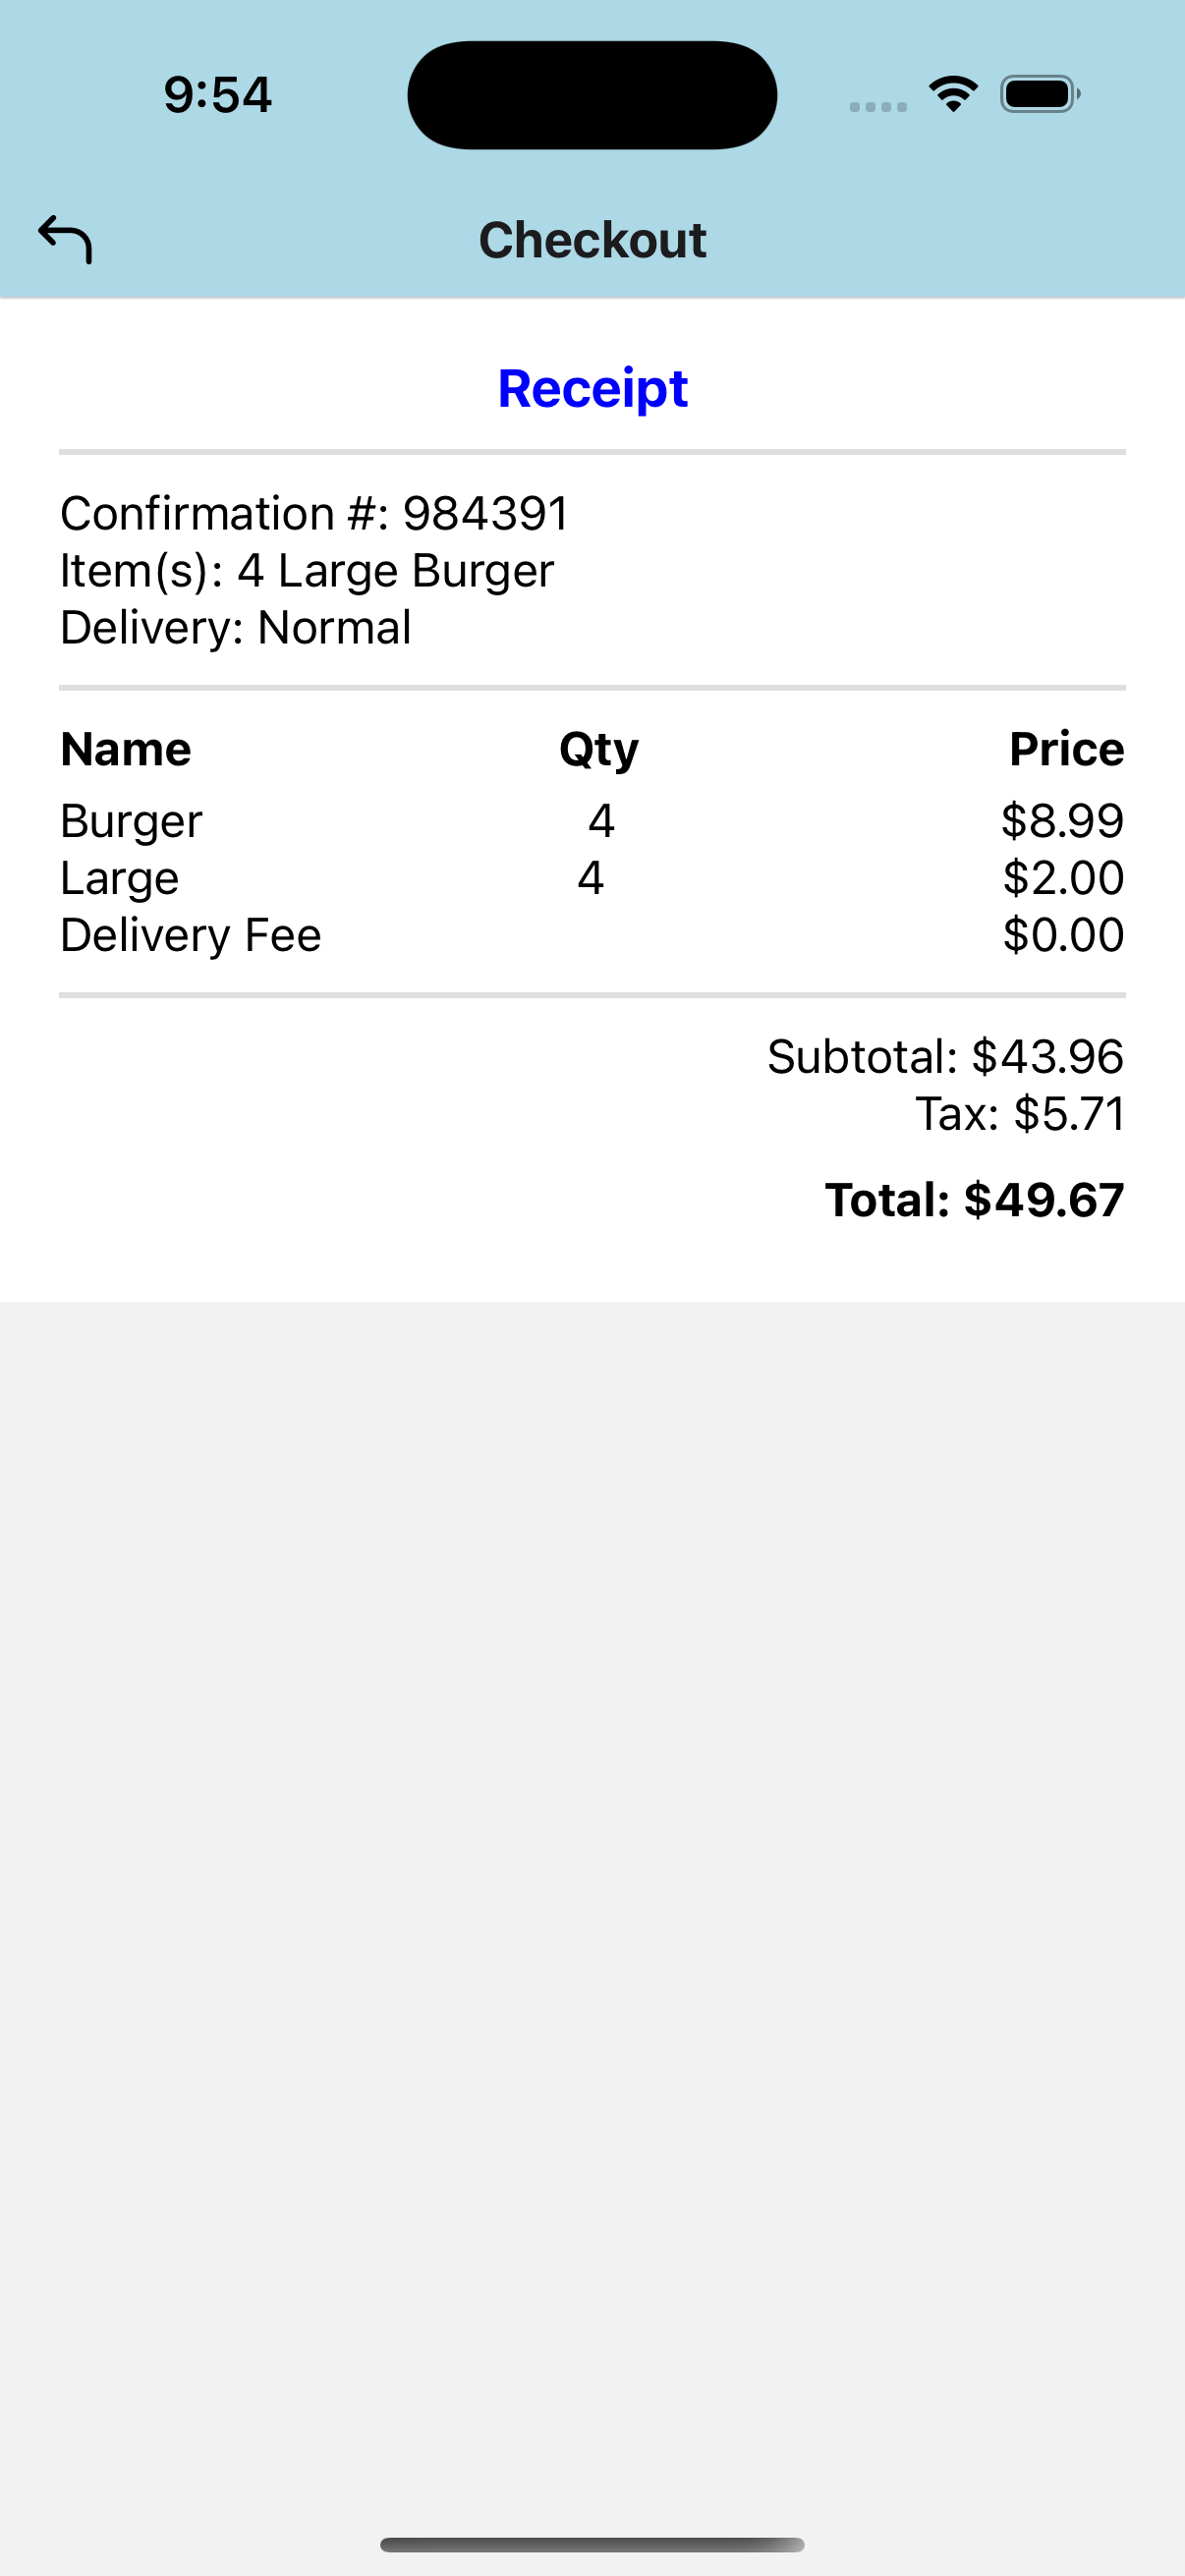 9:54
Checkout
Receipt
Confirmation #: 984391
Item(s): 4 Large Burger
Delivery: Normal
Name Qty Price
Burger 4 $8.99
Large 4 $2.00
Delivery Fee $0.00
Subtotal: $43.96
Tax: $5.71
Total: $49.67